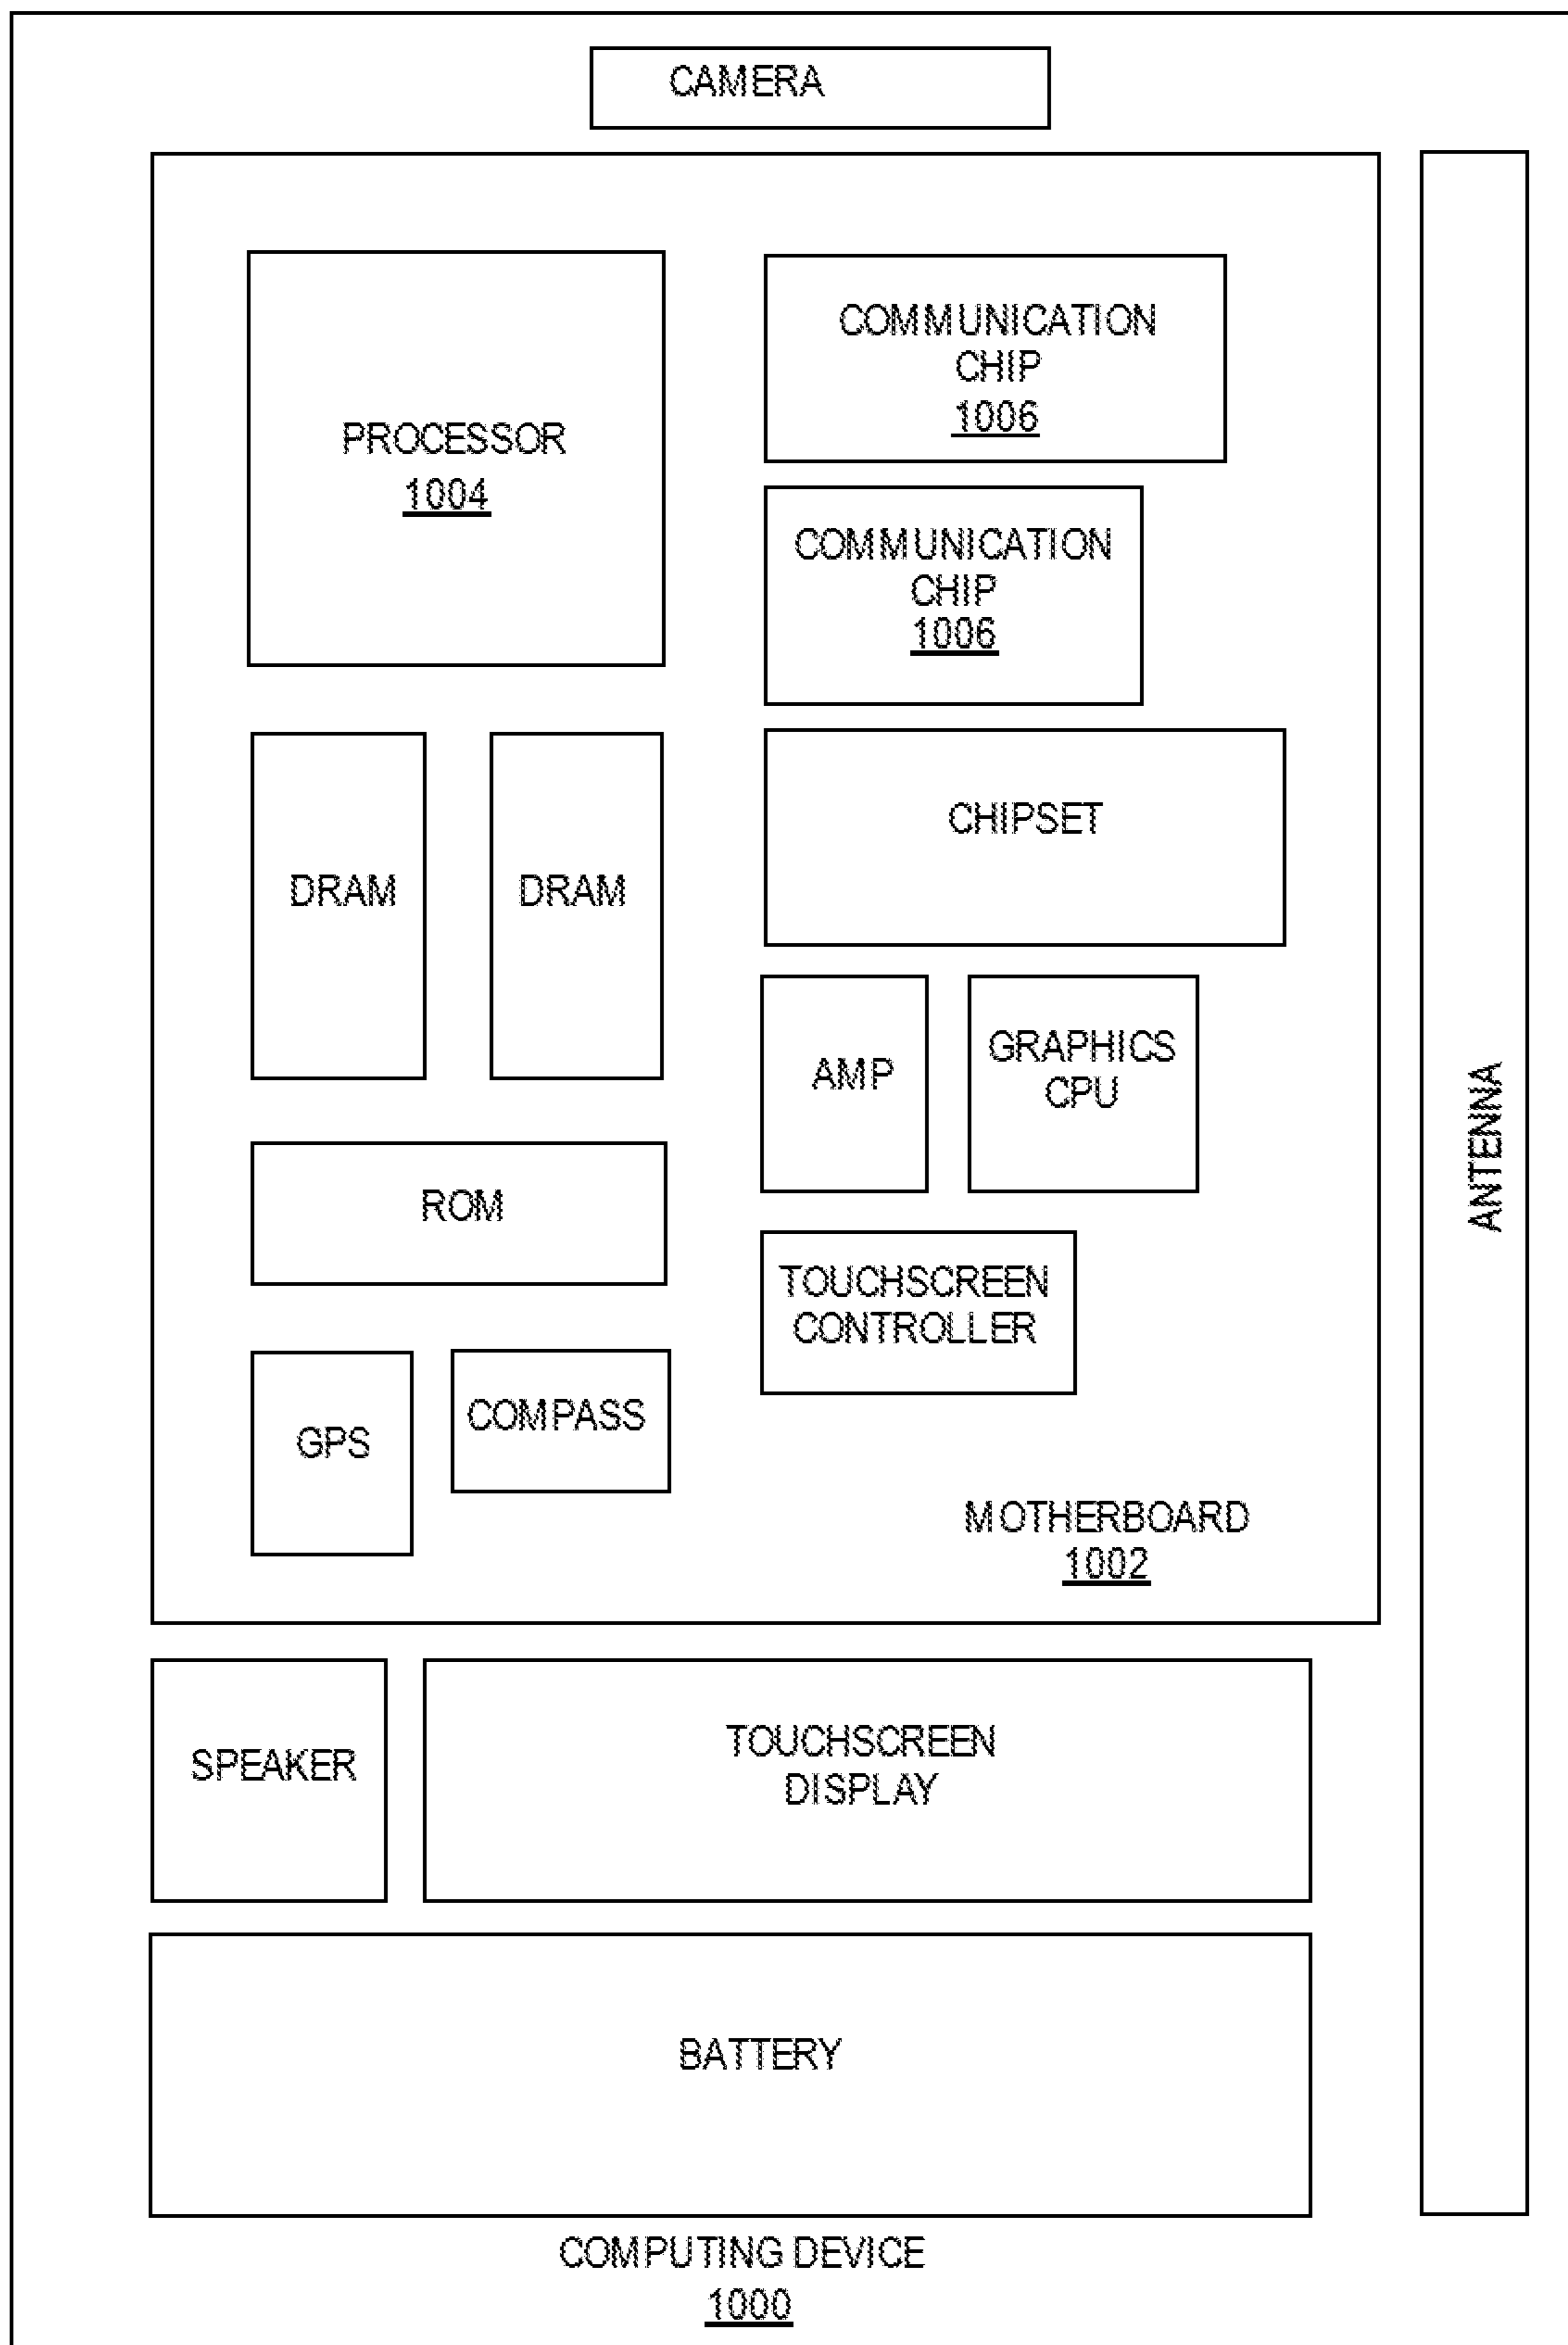 CAMERA
PROCESSOR
1004
COMMUNICATION
CHIP
1006
COMMUNICATION
CHIP
1006
DRAM
DRAM
CHIPSET
AMP
GRAPHICS
CPU
ROM
TOUCHSCREEN
CONTROLLER
GPS
COMPASS
MOTHERBOARD
1002
ANTENNA
SPEAKER
TOUCHSCREEN
DISPLAY
BATTERY
COMPUTING DEVICE
1000